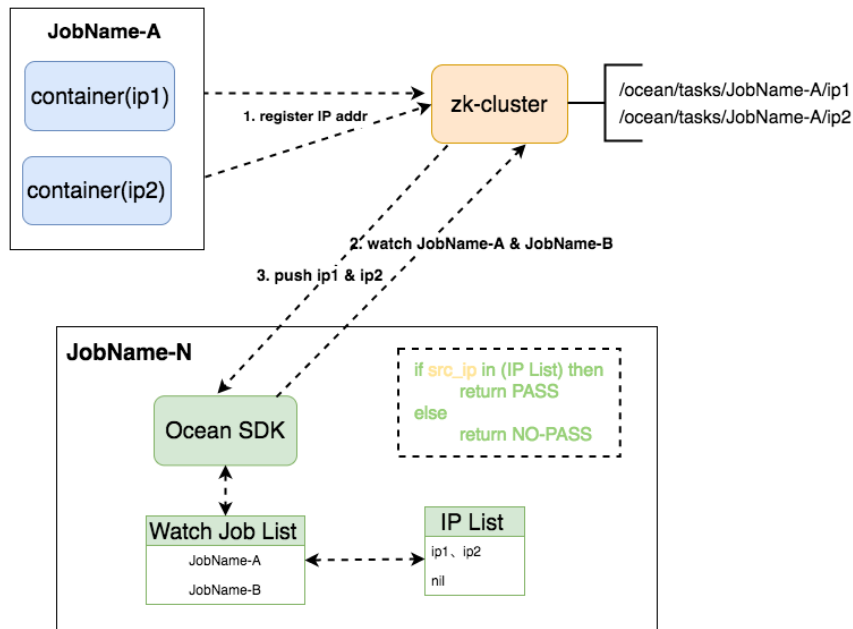 JobName-A
container(ip1)
container(ip2)
1. register IP addr
zk-cluster
/ocean/tasks/JobName-A/ip1
/ocean/tasks/JobName-A/ip2
2. watch JobName-A & JobName-B
3. push ip1 & ip2
JobName-N
if src_ip in (IP List) then
return PASS
else
return NO-PASS
Ocean SDK
Watch Job List
JobName-A
JobName-B
IP List
ip1、ip2
nil